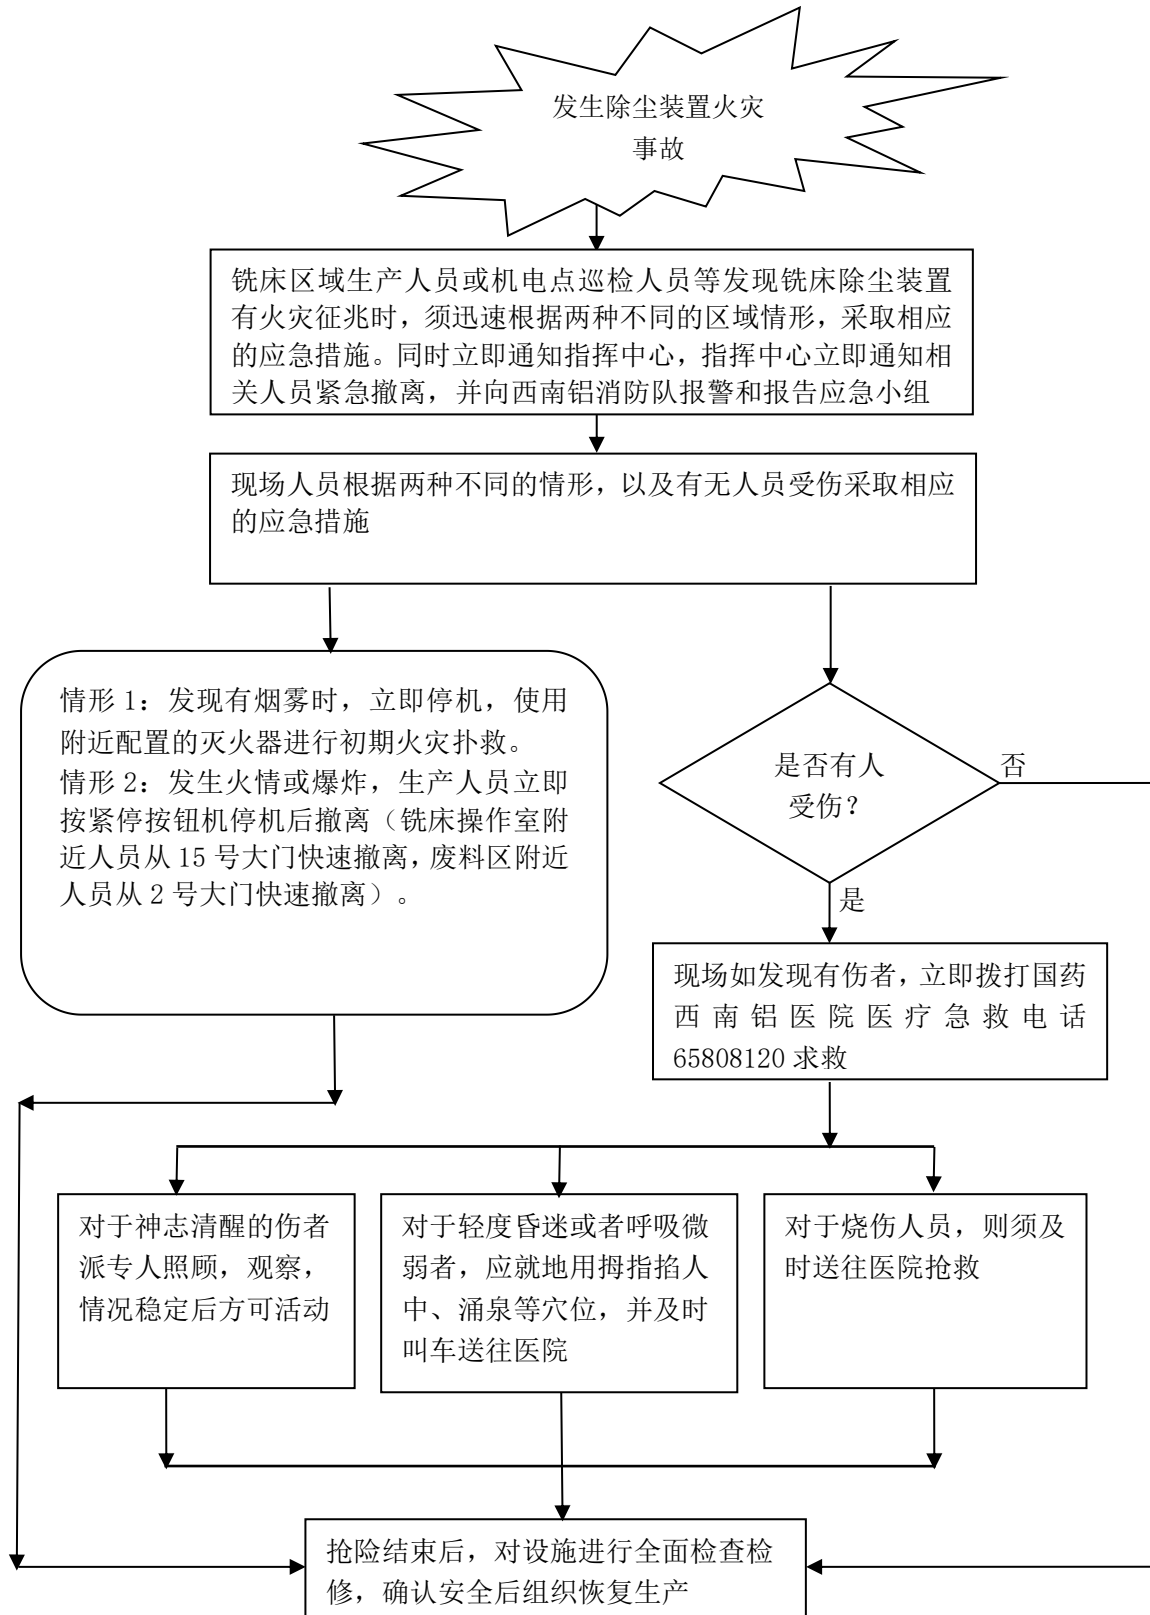 发生除尘装置火灾
事故
铣床区域生产人员或机电点巡检人员等发现铣床除尘装置
有火灾征兆时，须迅速根据两种不同的区域情形，采取相应
的应急措施。同时立即通知指挥中心，指挥中心立即通知相
关人员紧急撤离，并向西南铝消防队报警和报告应急小组
现场人员根据两种不同的情形，以及有无人员受伤采取相应
的应急措施
情形 1：发现有烟雾时，立即停机，使用
附近配置的灭火器进行初期火灾扑救。
情形 2：发生火情或爆炸，生产人员立即
按紧停按钮机停机后撤离（铣床操作室附
近人员从 15 号大门快速撤离，废料区附近
人员从 2 号大门快速撤离）。
是否有人
受伤？
否
是
现场如发现有伤者，立即拨打国药
西南铝医院医疗急救电话
65808120 求救
对于神志清醒的伤者
派专人照顾，观察，
情况稳定后方可活动
对于轻度昏迷或者呼吸微
弱者，应就地用拇指掐人
中、涌泉等穴位，并及时
叫车送往医院
对于烧伤人员，则须及
时送往医院抢救
抢险结束后，对设施进行全面检查检
修，确认安全后组织恢复生产